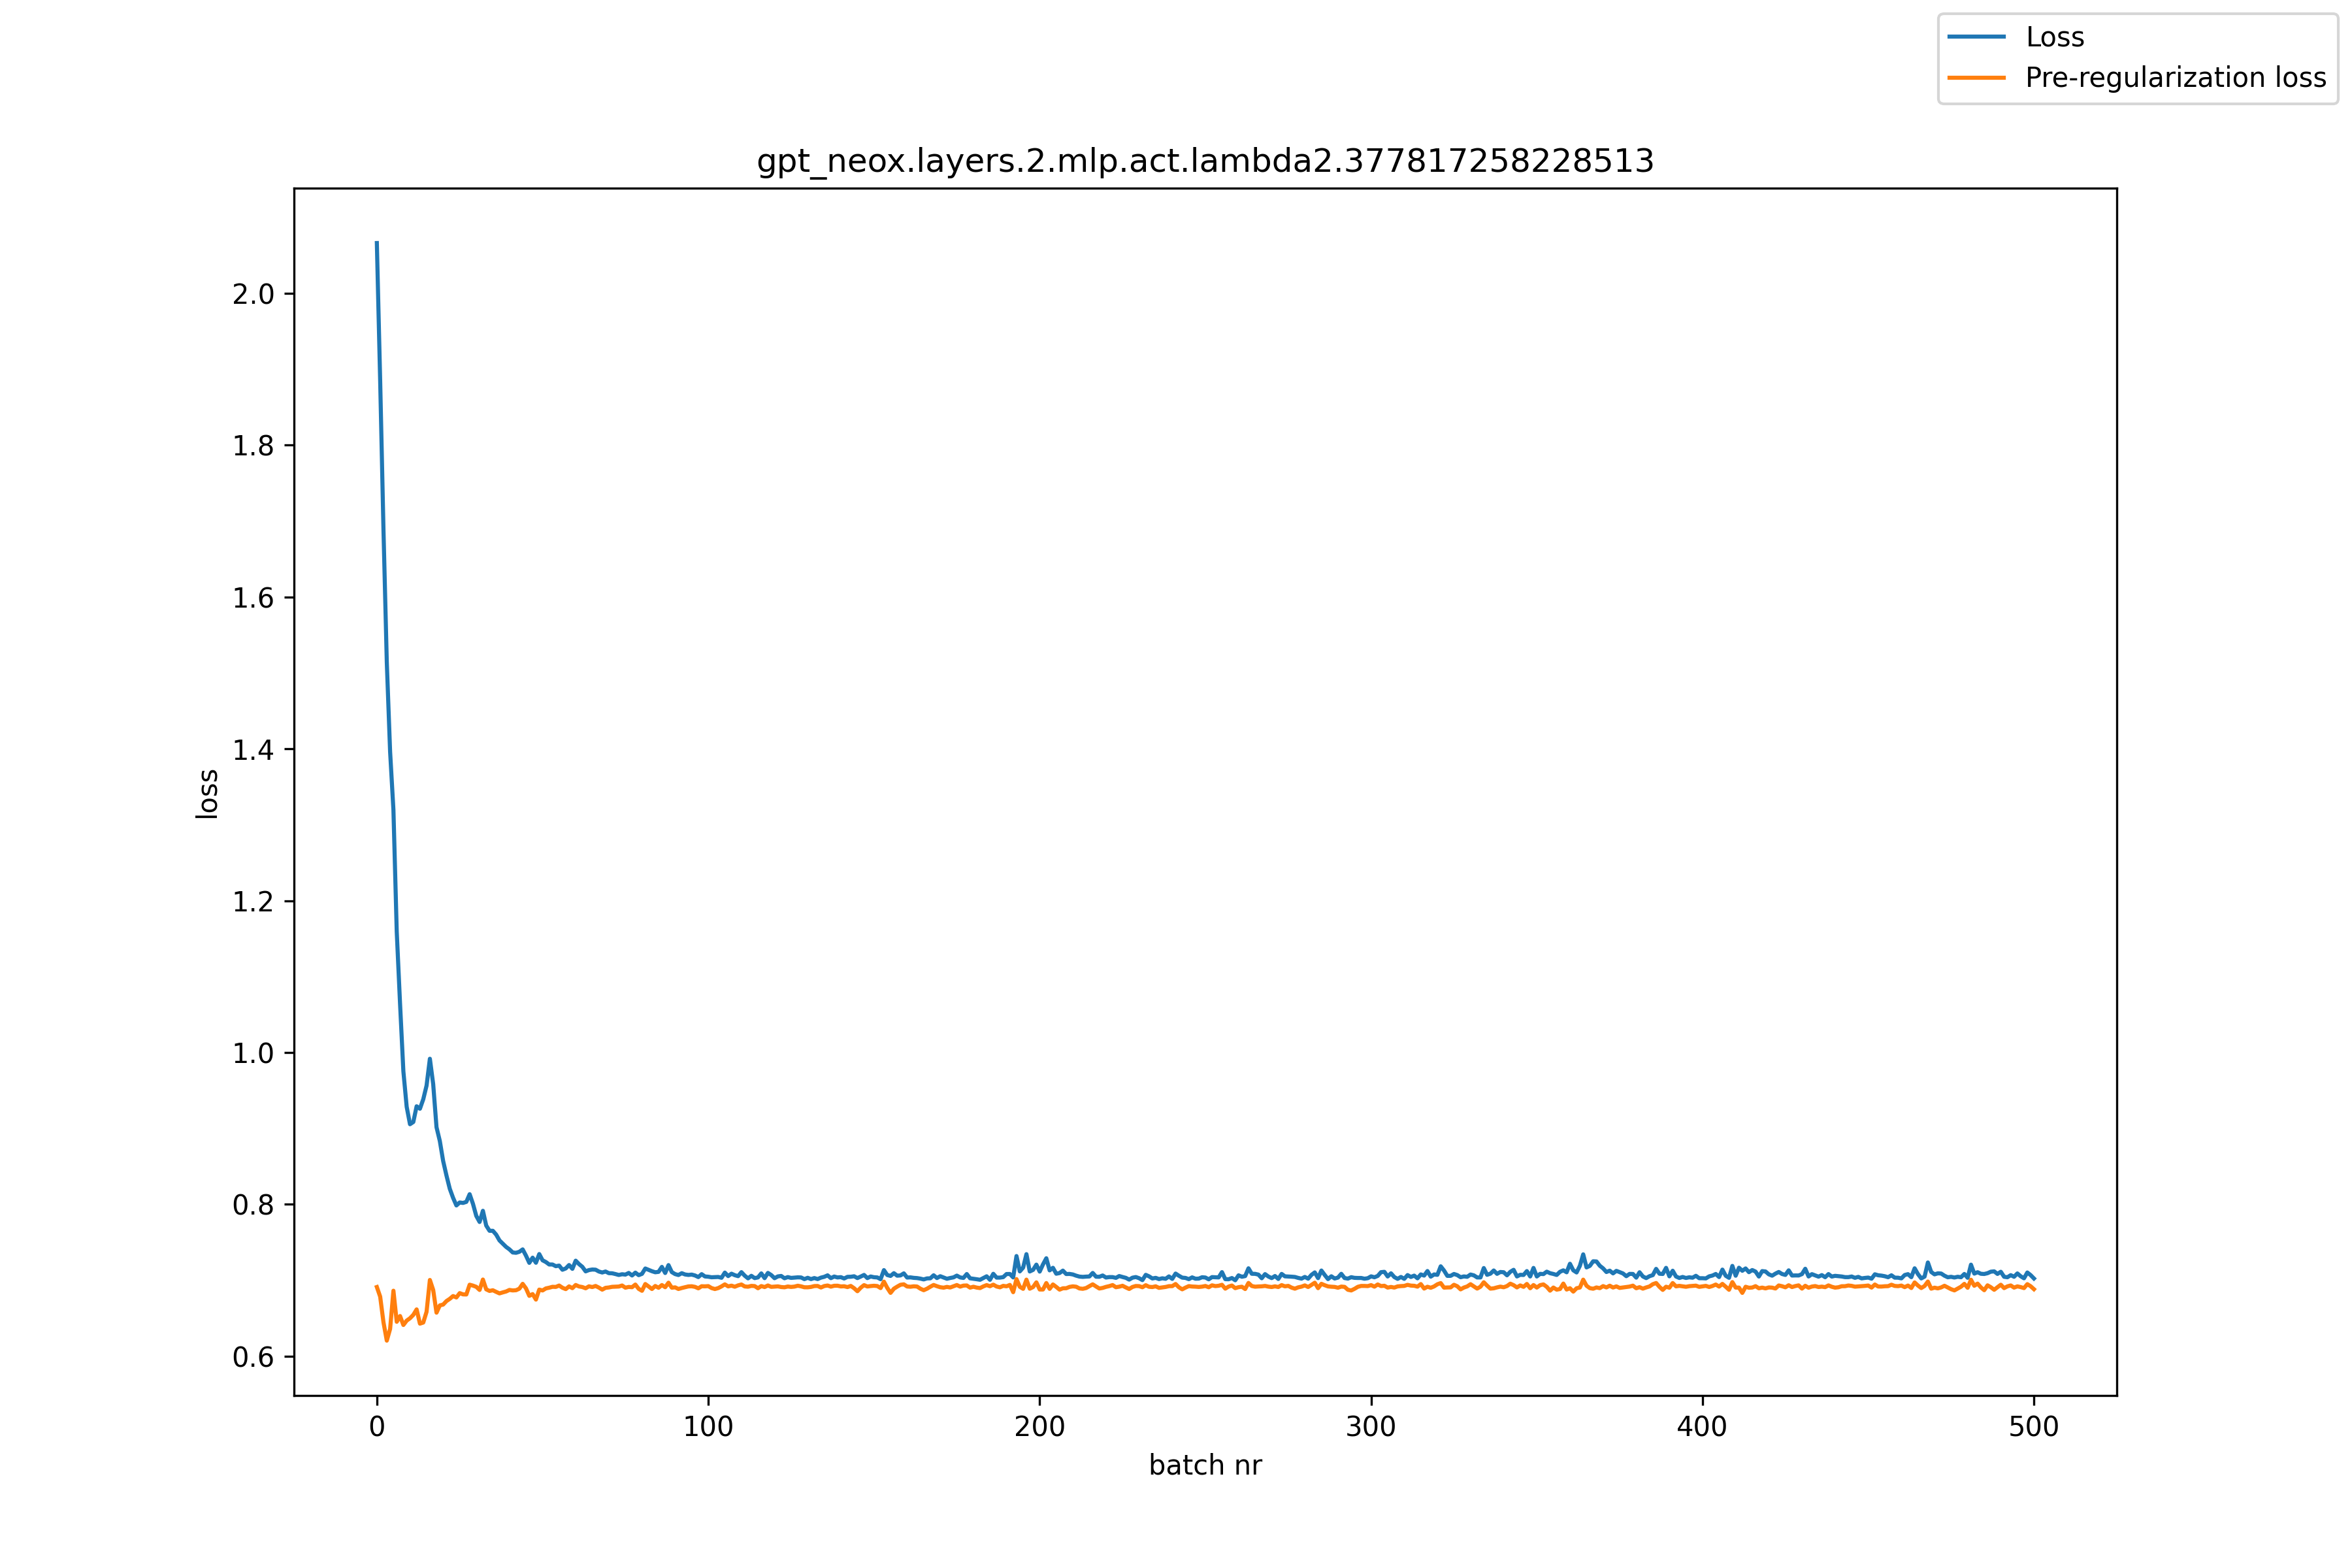 Loss
Pre-regularization loss
gpt_neox.layers.2.mlp.act.lambda2.377817258228513
2.0
1.8
1.6
1.4
1.2
1.0
0.8
0.6
loss
0 100 200 300 400 500
batch nr